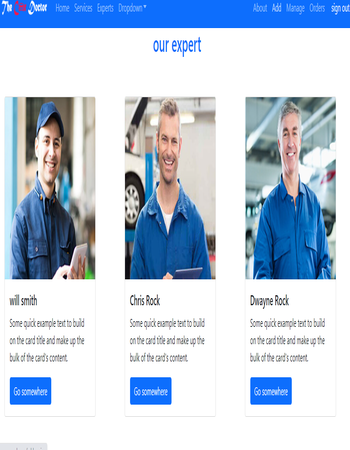 The Car Doctor
Home Services Experts Dropdown
About Add Manage Orders sign out
our expert
will smith
Some quick example text to build
on the card title and make up the
bulk of the card's content.
Go somewhere
Chris Rock
Some quick example text to build
on the card title and make up the
bulk of the card's content.
Go somewhere
Dwayne Rock
Some quick example text to build
on the card title and make up the
bulk of the card's content.
Go somewhere